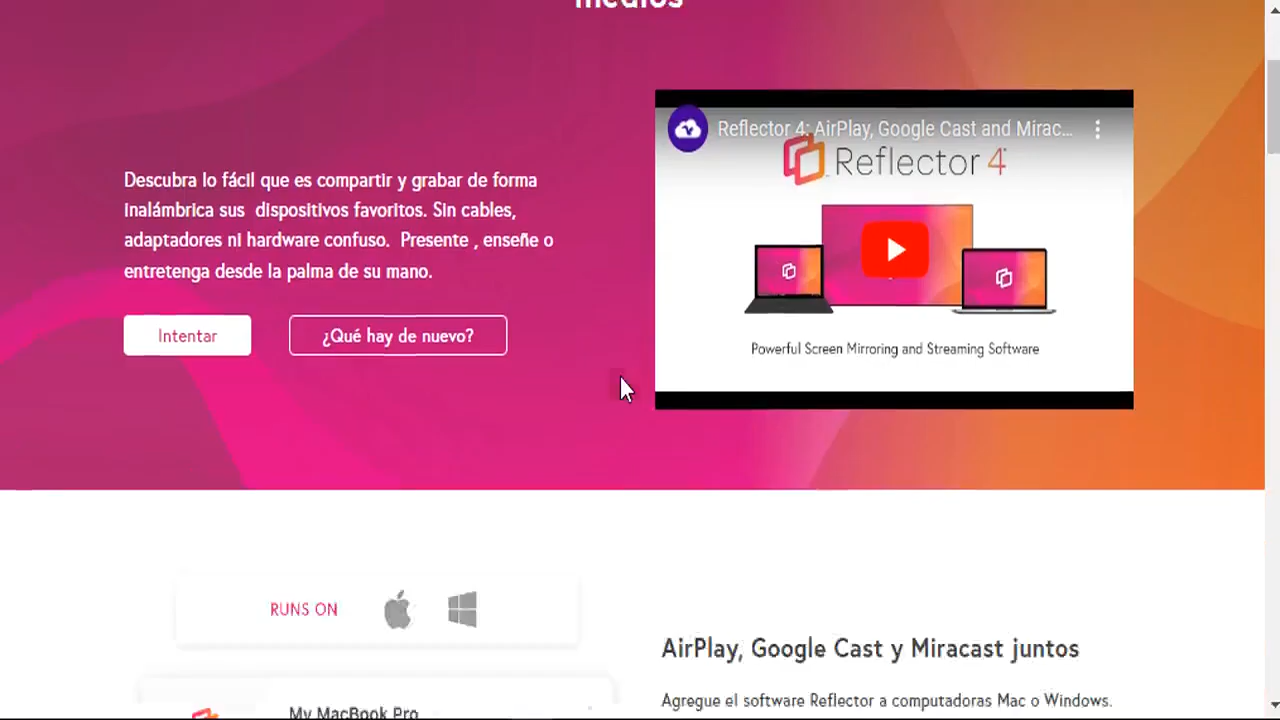 medios
Descubra lo fácil que es compartir y grabar de forma
inalámbrica sus dispositivos favoritos. Sin cables,
adaptadores ni hardware confuso. Presente , enseñe o
entretenga desde la palma de su mano.
Intentar
¿Qué hay de nuevo?
Reflector 4: AirPlay, Google Cast and Mirac...
Reflector 4
Powerful Screen Mirroring and Streaming Software
RUNS ON
AirPlay, Google Cast y Miracast juntos
Agregue el software Reflector a computadoras Mac o Windows.
My MacBook Pro